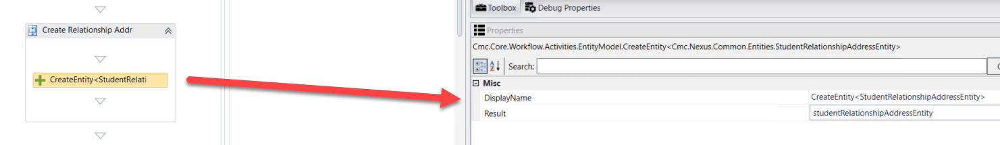 Toolbox Debug Properties
Create Relationship Addr
Properties
Cmc.Core.Workflow.Activities.EntityModel.CreateEntity<Cmc.Nexus.Common.Entities.StudentRelationshipAddressEntity>
Search:
CreateEntity<StudentRelati
Misc
DisplayName CreateEntity<StudentRelationshipAddressEntity>
Result studentRelationshipAddressEntity